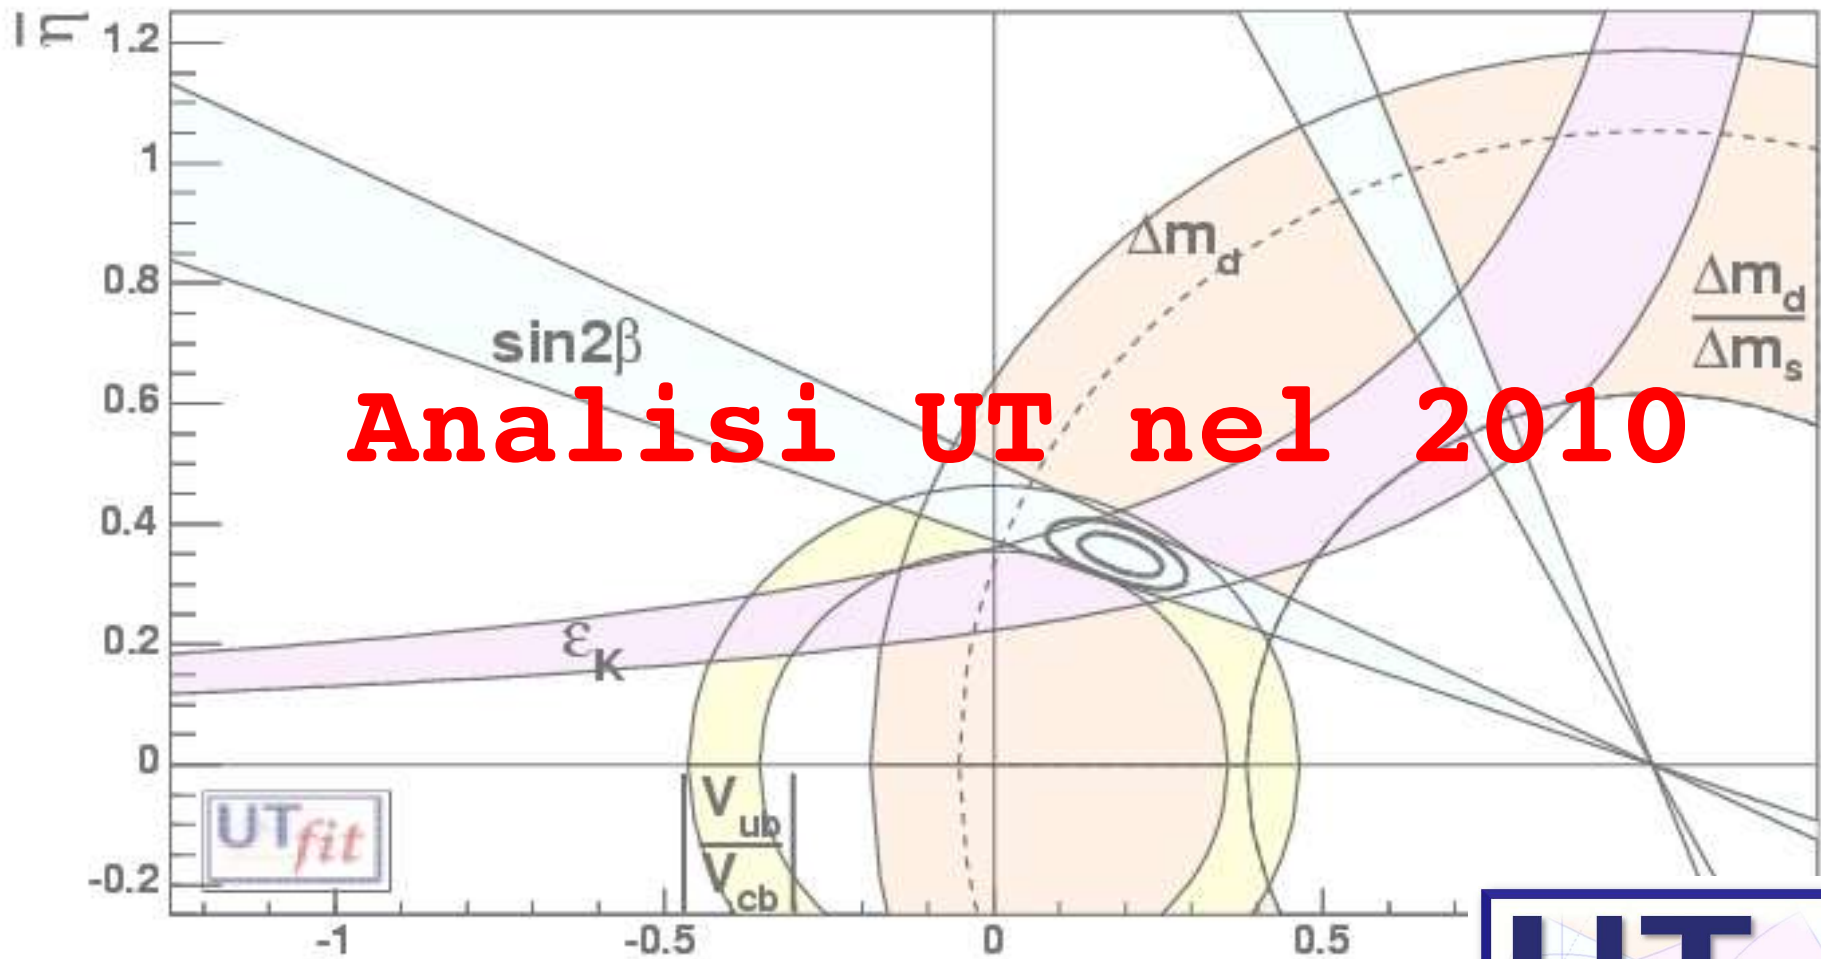 η̄
1.2
1
0.8
0.6
0.4
0.2
0
-0.2
Δm_d
Δm_d
Δm_s
sin2β
Analisi UT nel 2010
ε_K
V_ub
V_cb
UTfit
-1
-0.5
0
0.5
UT